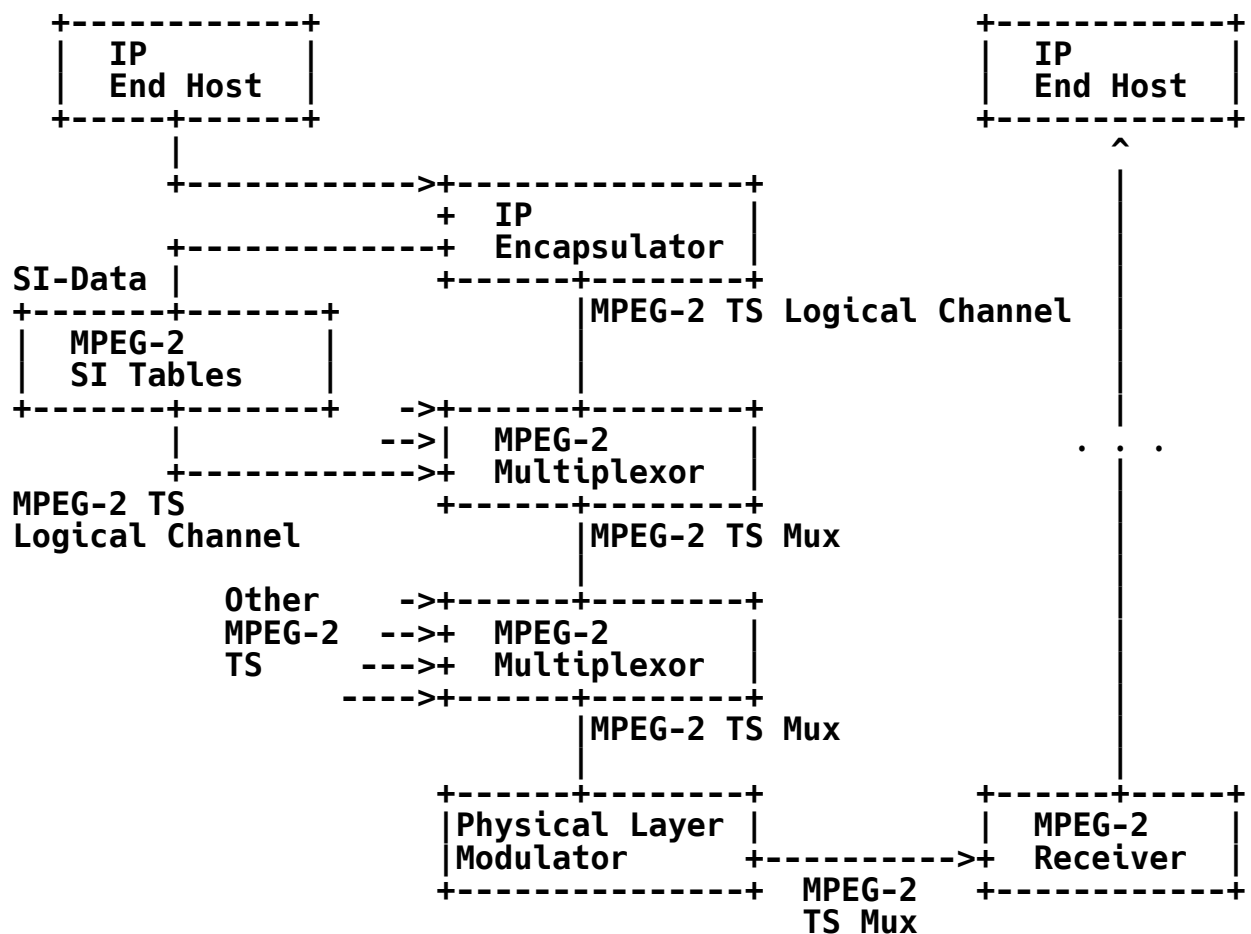 IP IP
End Host End Host
IP
Encapsulator
SI-Data
MPEG-2 TS Logical Channel
MPEG-2
SI Tables
MPEG-2
. . .
Multiplexor
MPEG-2 TS
Logical Channel MPEG-2 TS Mux
Other
MPEG-2 MPEG-2
TS Multiplexor
MPEG-2 TS Mux
Physical Layer MPEG-2
Modulator Receiver
MPEG-2
TS Mux